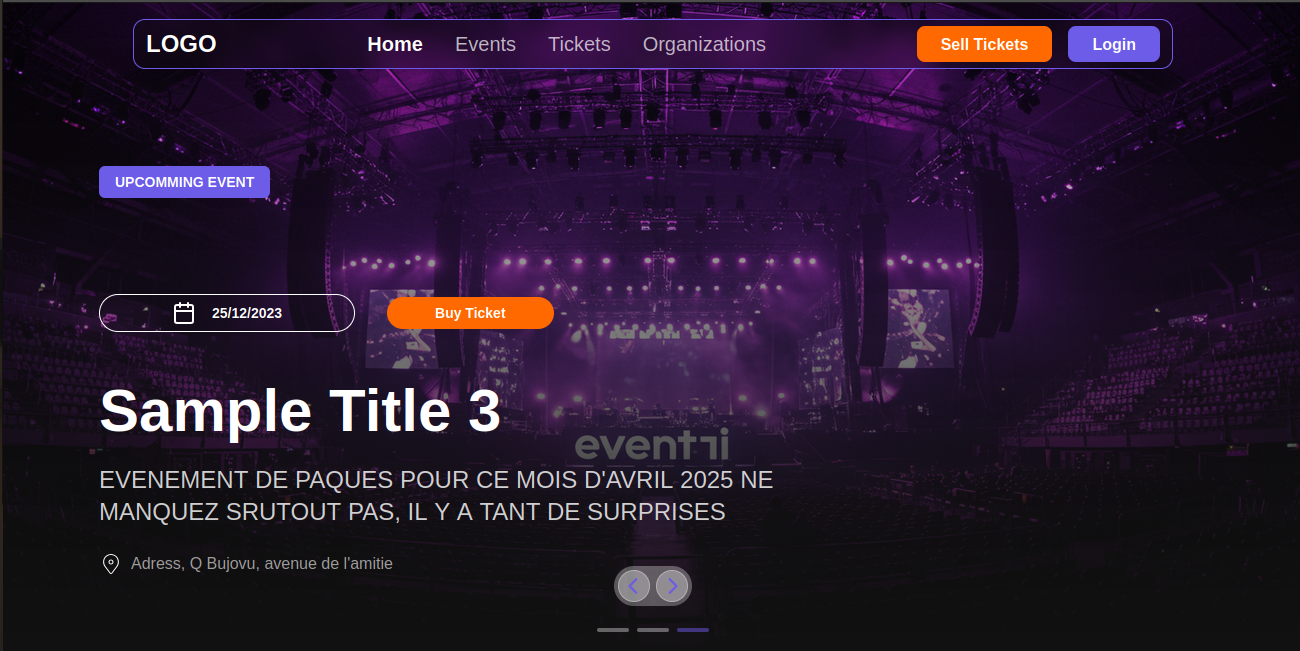 LOGO
Home
Events
Tickets
Organizations
Sell Tickets
Login
UPCOMMING EVENT
25/12/2023
Buy Ticket
Sample Title 3
eventri
EVENEMENT DE PAQUES POUR CE MOIS D'AVRIL 2025 NE
MANQUEZ SRUTOUT PAS, IL Y A TANT DE SURPRISES
Adress, Q Bujovu, avenue de l'amitie